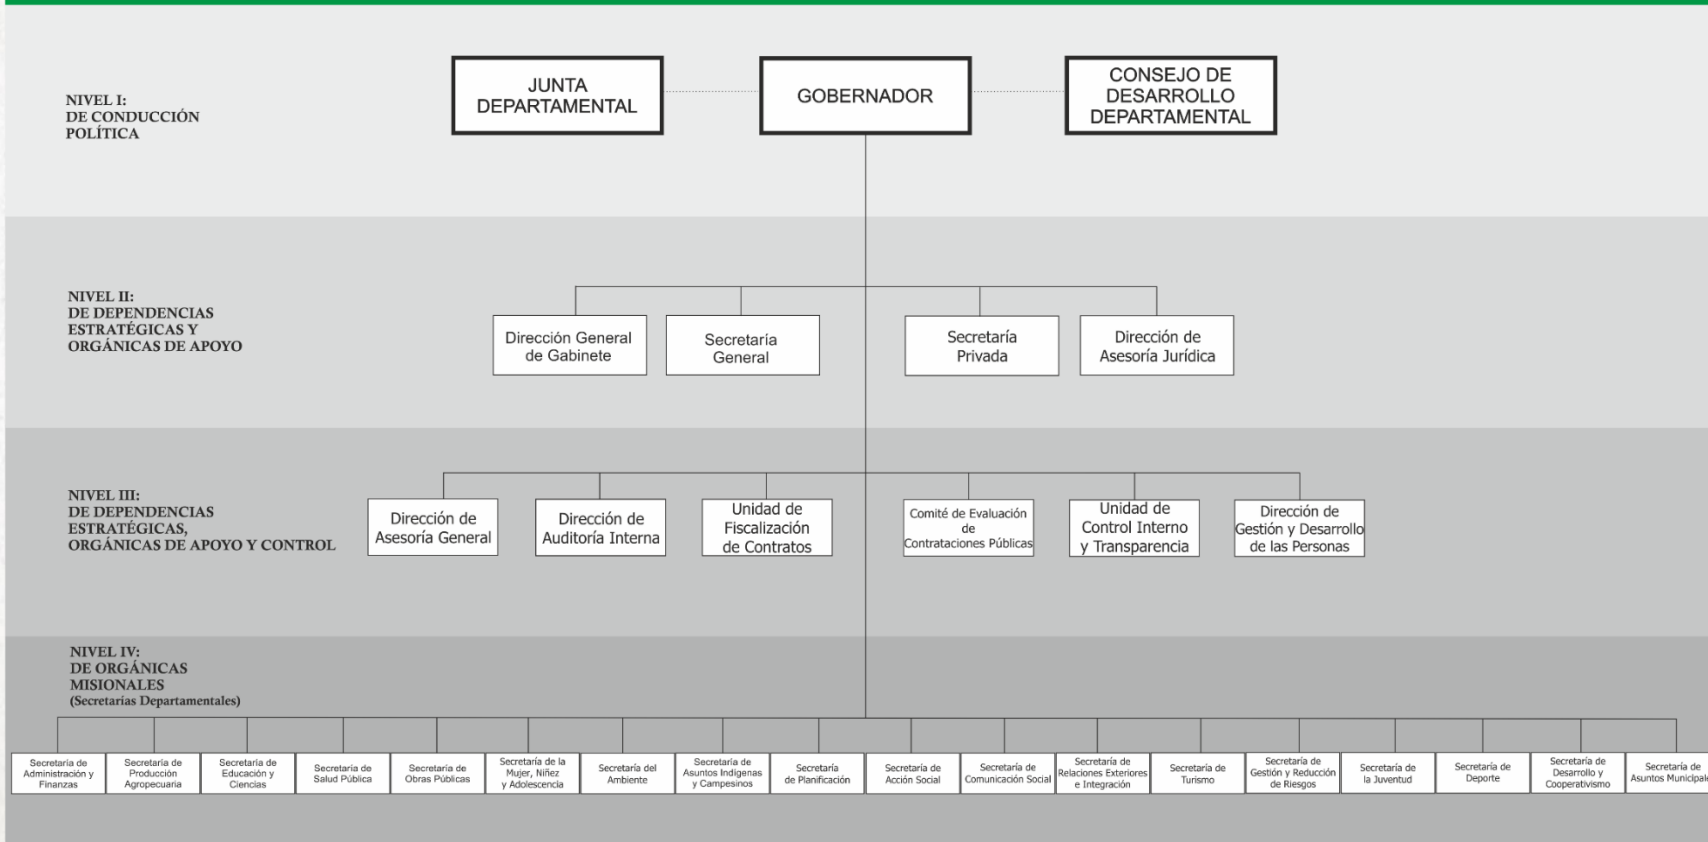 NIVEL I:
DE CONDUCCIÓN
POLÍTICA
JUNTA
DEPARTAMENTAL
GOBERNADOR
CONSEJO DE
DESARROLLO
DEPARTAMENTAL
NIVEL II:
DE DEPENDENCIAS
ESTRATÉGICAS Y
ORGÁNICAS DE APOYO
Dirección General
de Gabinete
Secretaría
General
Secretaría
Privada
Dirección de
Asesoría Jurídica
NIVEL III:
DE DEPENDENCIAS
ESTRATÉGICAS,
ORGÁNICAS DE APOYO Y CONTROL
Dirección de
Asesoría General
Dirección de
Auditoría Interna
Unidad de
Fiscalización
de Contratos
Comité de Evaluación
de
Contrataciones Públicas
Unidad de
Control Interno
y Transparencia
Dirección de
Gestión y Desarrollo
de las Personas
NIVEL IV:
DE ORGÁNICAS
MISIONALES
(Secretarías Departamentales)
Secretaría de
Administración y
Finanzas
Secretaría de
Producción
Agropecuaria
Secretaría de
Educación y
Ciencias
Secretaría de
Salud Pública
Secretaría de
Obras Públicas
Secretaría de la
Mujer, Niñez
y Adolescencia
Secretaría del
Ambiente
Secretaría de
Asuntos Indígenas
y Campesinos
Secretaría
de Planificación
Secretaría de
Acción Social
Secretaría de
Comunicación Social
Secretaría de
Relaciones Exteriores
e Integración
Secretaría de
Turismo
Secretaría de
Gestión y Reducción
de Riesgos
Secretaría de
la Juventud
Secretaría de
Deporte
Secretaría de
Desarrollo y
Cooperativismo
Secretaría de
Asuntos Municipale